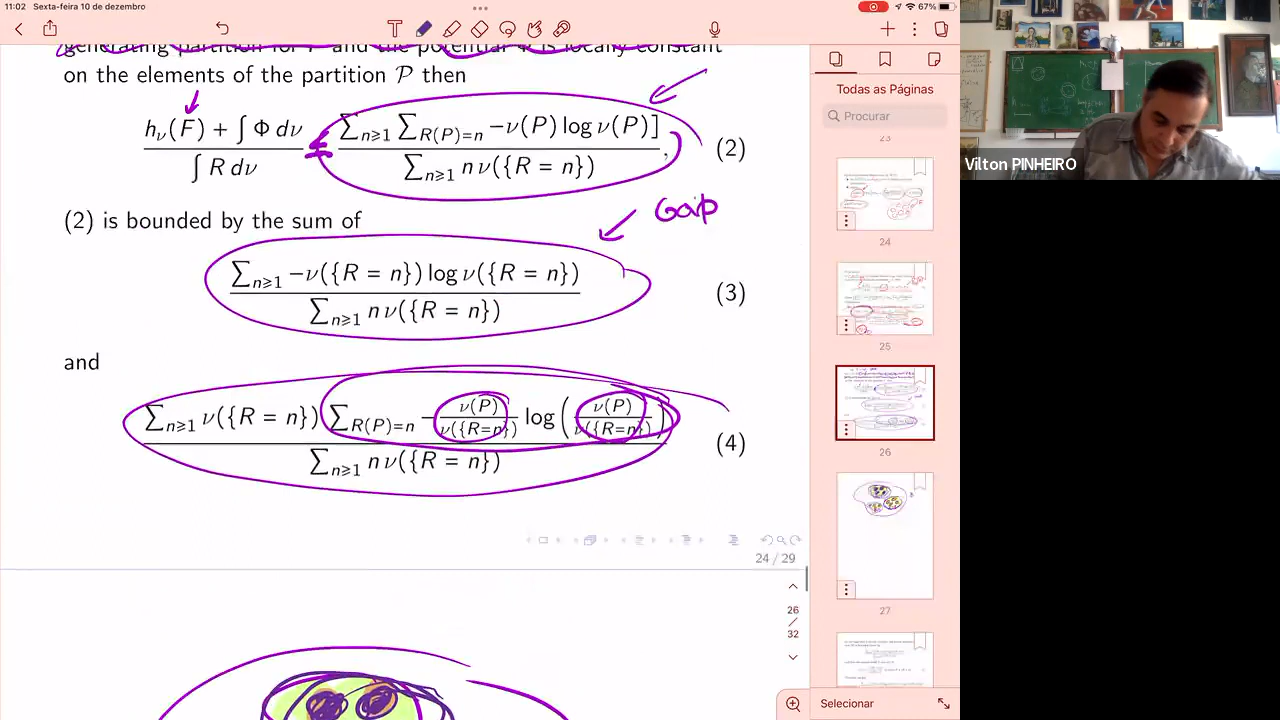 11:02 Sexta-feira 10 de dezembro
67%
generating partition for and the potential Φ is locally constant
on the elements of the partition 𝒫 then
h_ν(F) + ∫ Φ dν / ∫ R dν ≤ ∑_{n⩾1} ∑_{R(P)=n} −ν(P) log ν(P)] / ∑_{n⩾1} n ν({R = n}) , (2)
(2) is bounded by the sum of
Gap
∑_{n⩾1} −ν({R = n}) log ν({R = n}) / ∑_{n⩾1} n ν({R = n}) (3)
and
∑_{n⩾1} ν({R = n}) ∑_{R(P)=n} − ν(P)/ν({R=n}) log ( ν(P)/ν({R=n}) ) / ∑_{n⩾1} n ν({R = n}) (4)
24 / 29
26
/
32
Todas as Páginas
Procurar
23
24
25
26
27
Selecionar
Vilton PINHEIRO